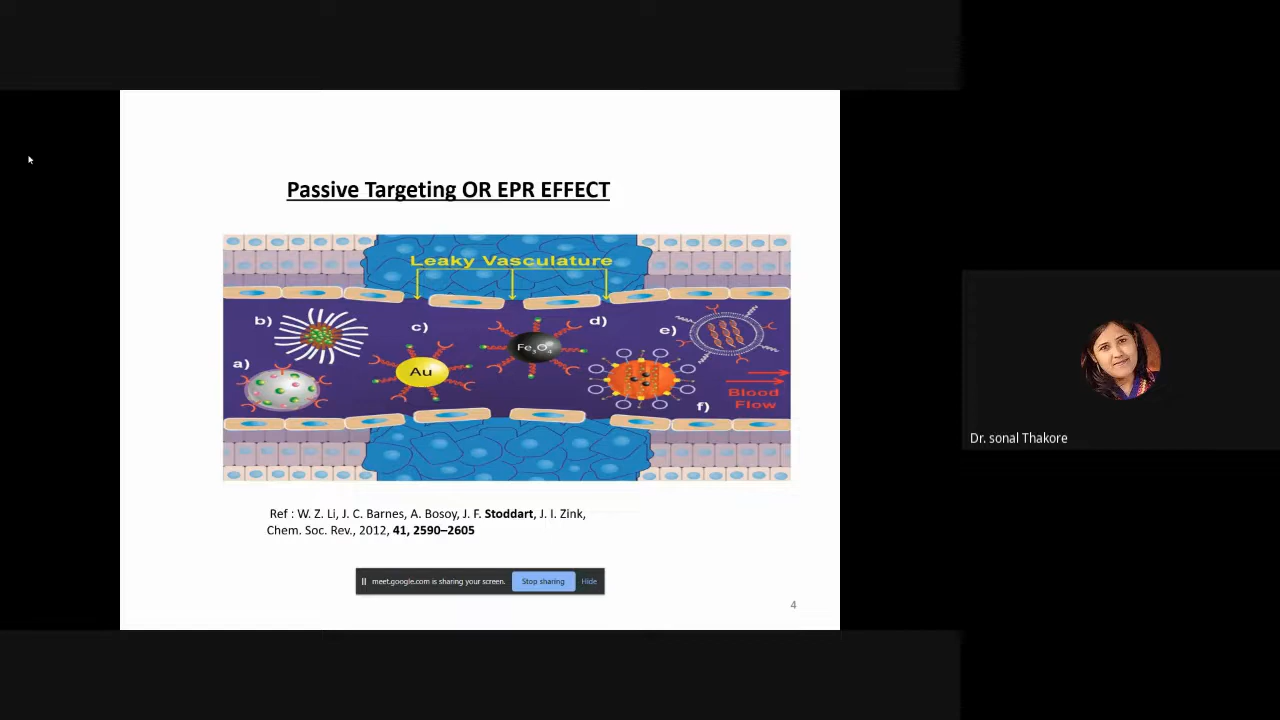 Passive Targeting OR EPR EFFECT
Leaky Vasculature
b)
c)
d)
e)
Fe3O4
a)
Au
Blood
Flow
f)
Ref : W. Z. Li, J. C. Barnes, A. Bosoy, J. F. Stoddart, J. I. Zink,
Chem. Soc. Rev., 2012, 41, 2590–2605
meet.google.com is sharing your screen. Stop sharing Hide
4
Dr. sonal Thakore